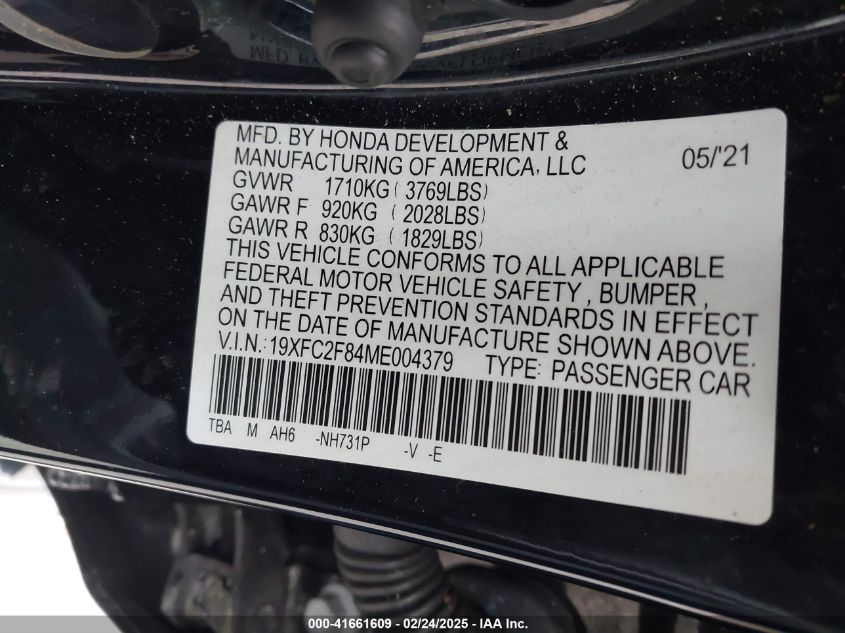 MFD. BY HONDA DEVELOPMENT &
MANUFACTURING OF AMERICA, LLC 05/'21
GVWR 1710KG ( 3769LBS)
GAWR F 920KG ( 2028LBS)
GAWR R 830KG ( 1829LBS)
THIS VEHICLE CONFORMS TO ALL APPLICABLE
FEDERAL MOTOR VEHICLE SAFETY , BUMPER ,
AND THEFT PREVENTION STANDARDS IN EFFECT
ON THE DATE OF MANUFACTURE SHOWN ABOVE.
V.I.N.:19XFC2F84ME004379 TYPE: PASSENGER CAR
TBA M AH6 -NH731P -V -E
000-41661609 - 02/24/2025 - IAA Inc.